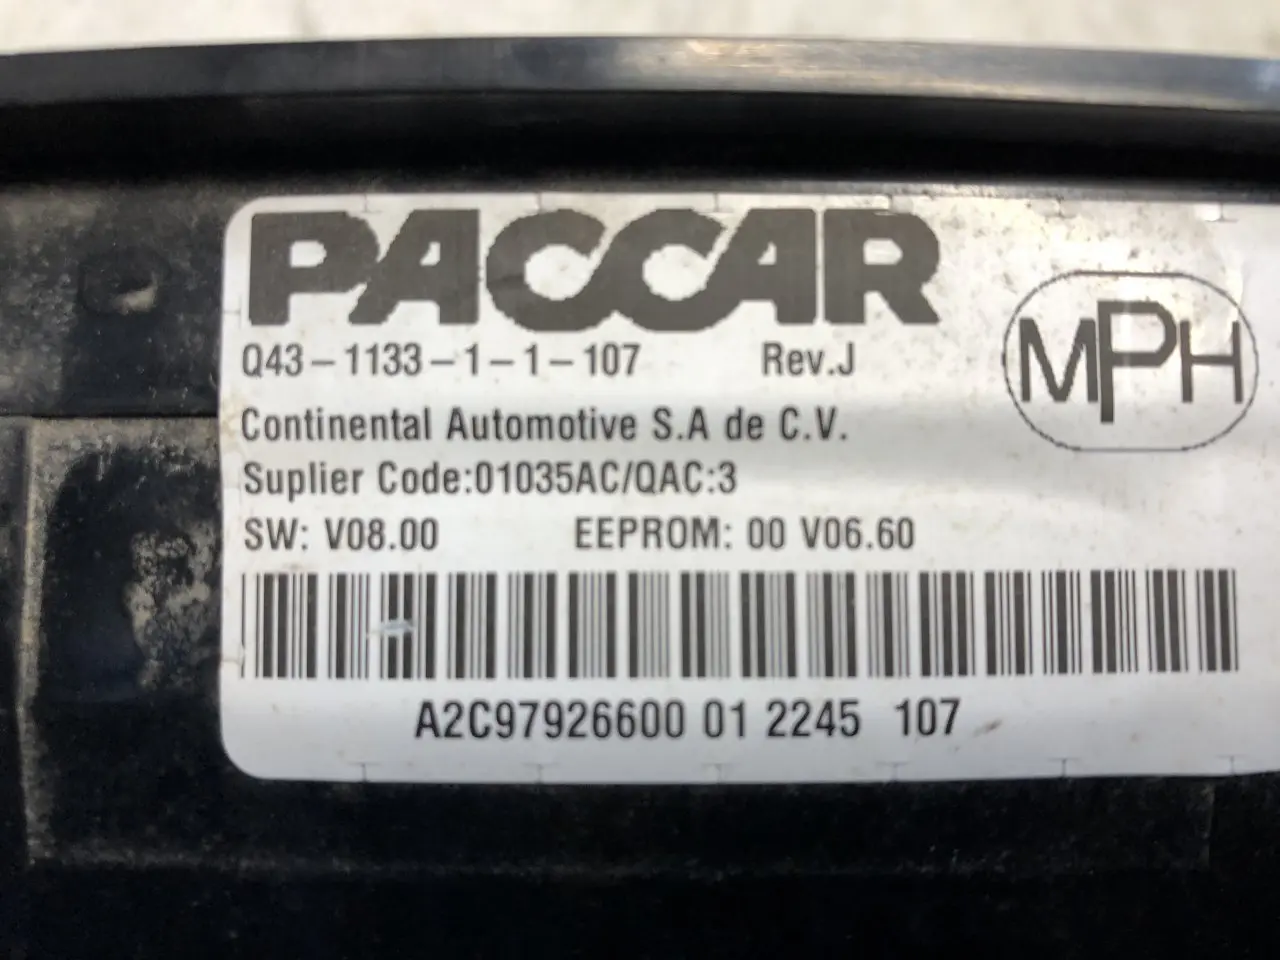 PACCAR
Q43-1133-1-1-107 Rev.J
MPH
Continental Automotive S.A de C.V.
Suplier Code:01035AC/QAC:3
SW: V08.00 EEPROM: 00 V06.60
A2C97926600 01 2245 107